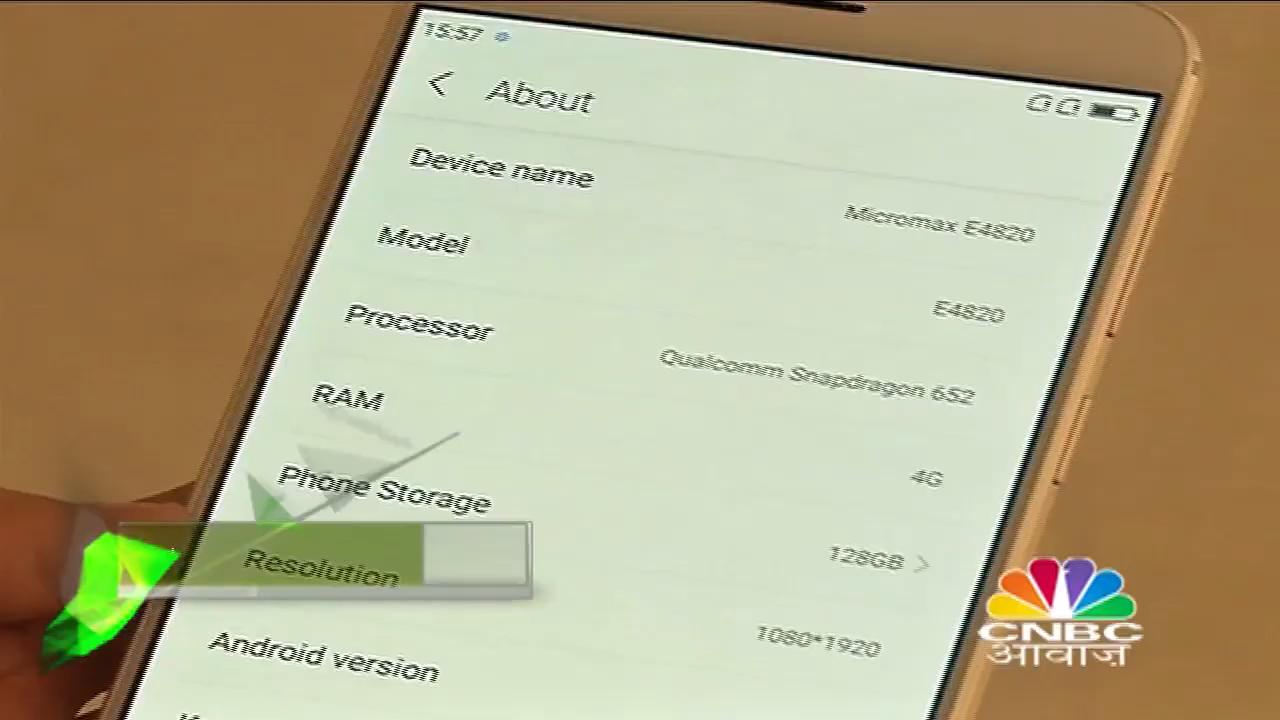 15:57
About
Device name
Micromax E4820
Model
E4820
Processor
Qualcomm Snapdragon 652
RAM
4G
Phone Storage
128GB
Resolution
1080*1920
Android version
CNBC
आवाज़